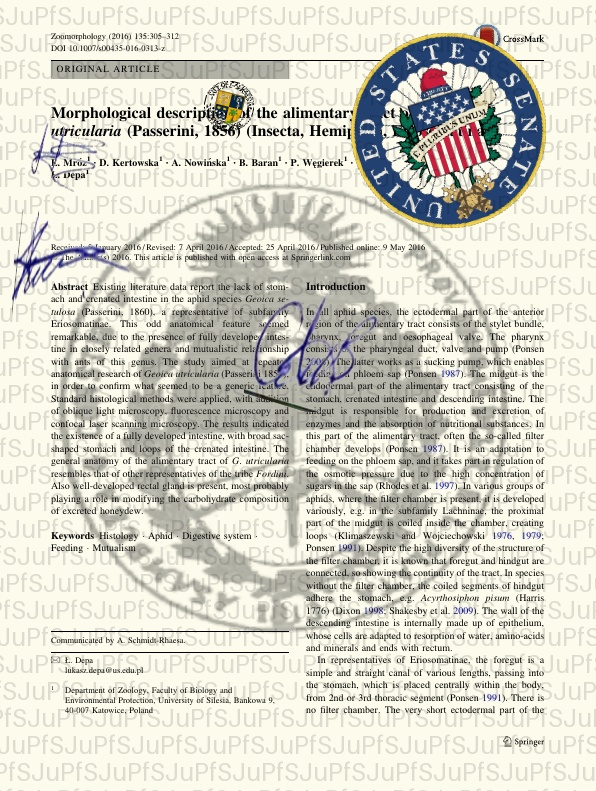 Zoomorphology (2016) 135:305–312
DOI 10.1007/s00435-016-0313-z
CrossMark
ORIGINAL ARTICLE
UNITED STATES SENATE
E PLURIBUS UNUM
Morphological description of the alimentary
utricularia (Passerini, 1856) (Insecta,
E. Mróz¹ · D. Kertowska¹ · A. Nowińska¹ · B. Baran¹ · P. Węgierek¹ ·
Ł. Depa¹
Received: 5 January 2016 / Revised: 7 April 2016 / Accepted: 25 April 2016 / Published online: 9 May 2016
2016. This article is published with open access at Springerlink.com
Abstract Existing literature data report the lack of stom-
ach and crenated intestine in the aphid species Geoica se-
tulosa (Passerini, 1860), a representative of subfamily
Eriosomatinae. This odd anatomical feature seemed
remarkable, due to the presence of fully developed intes-
tine in closely related genera and mutualistic relationship
with ants of this genus. The study aimed at repeated
anatomical research of Geoica utricularia (Passerini 1856)
in order to confirm what seemed to be a generic feature.
Standard histological methods were applied, with addition
of oblique light microscopy, fluorescence microscopy and
confocal laser scanning microscopy. The results indicated
the existence of a fully developed intestine, with broad sac-
shaped stomach and loops of the crenated intestine. The
general anatomy of the alimentary tract of G. utricularia
resembles that of other representatives of the tribe Fordini.
Also well-developed rectal gland is present, most probably
playing a role in modifying the carbohydrate composition
of excreted honeydew.
Keywords Histology · Aphid · Digestive system ·
Feeding · Mutualism
Communicated by A. Schmidt-Rhaesa.
Ł. Depa
lukasz.depa@us.edu.pl
¹ Department of Zoology, Faculty of Biology and
Environmental Protection, University of Silesia, Bankowa 9,
40-007 Katowice, Poland
Introduction
In all aphid species, the ectodermal part of the anterior
region of the alimentary tract consists of the stylet bundle,
pharynx, foregut and oesophageal valve. The pharynx
consists of the pharyngeal duct, valve and pump (Ponsen
The latter works as a sucking pump, which enables
phloem sap (Ponsen 1987). The midgut is the
endodermal part of the alimentary tract consisting of the
stomach, crenated intestine and descending intestine. The
midgut is responsible for production and excretion of
enzymes and the absorption of nutritional substances. In
this part of the alimentary tract, often the so-called filter
chamber develops (Ponsen 1987). It is an adaptation to
feeding on the phloem sap, and it takes part in regulation of
the osmotic pressure due to the high concentration of
sugars in the sap (Rhodes et al. 1997). In various groups of
aphids, where the filter chamber is present, it is developed
variously, e.g. in the subfamily Lachninae, the proximal
part of the midgut is coiled inside the chamber, creating
loops (Klimaszewski and Wojciechowski 1976, 1979;
Ponsen 1991). Despite the high diversity of the structure of
the filter chamber, it is known that foregut and hindgut are
connected, so showing the continuity of the tract. In species
without the filter chamber, the coiled segments of hindgut
adhere the stomach, e.g. Acyrthosiphon pisum (Harris
1776) (Dixon 1998; Shakesby et al. 2009). The wall of the
descending intestine is internally made up of epithelium,
whose cells are adapted to resorption of water, amino-acids
and minerals and ends with rectum.
In representatives of Eriosomatinae, the foregut is a
simple and straight canal of various lengths, passing into
the stomach, which is placed centrally within the body,
from 2nd or 3rd thoracic segment (Ponsen 1991). There is
no filter chamber. The very short ectodermal part of the
Springer